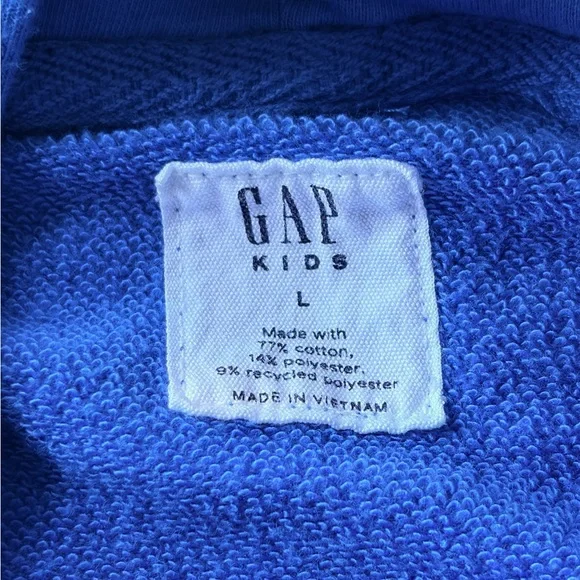 GAP
KIDS
L
Made with
77% cotton,
14% polyester,
9% recycled polyester
MADE IN VIETNAM